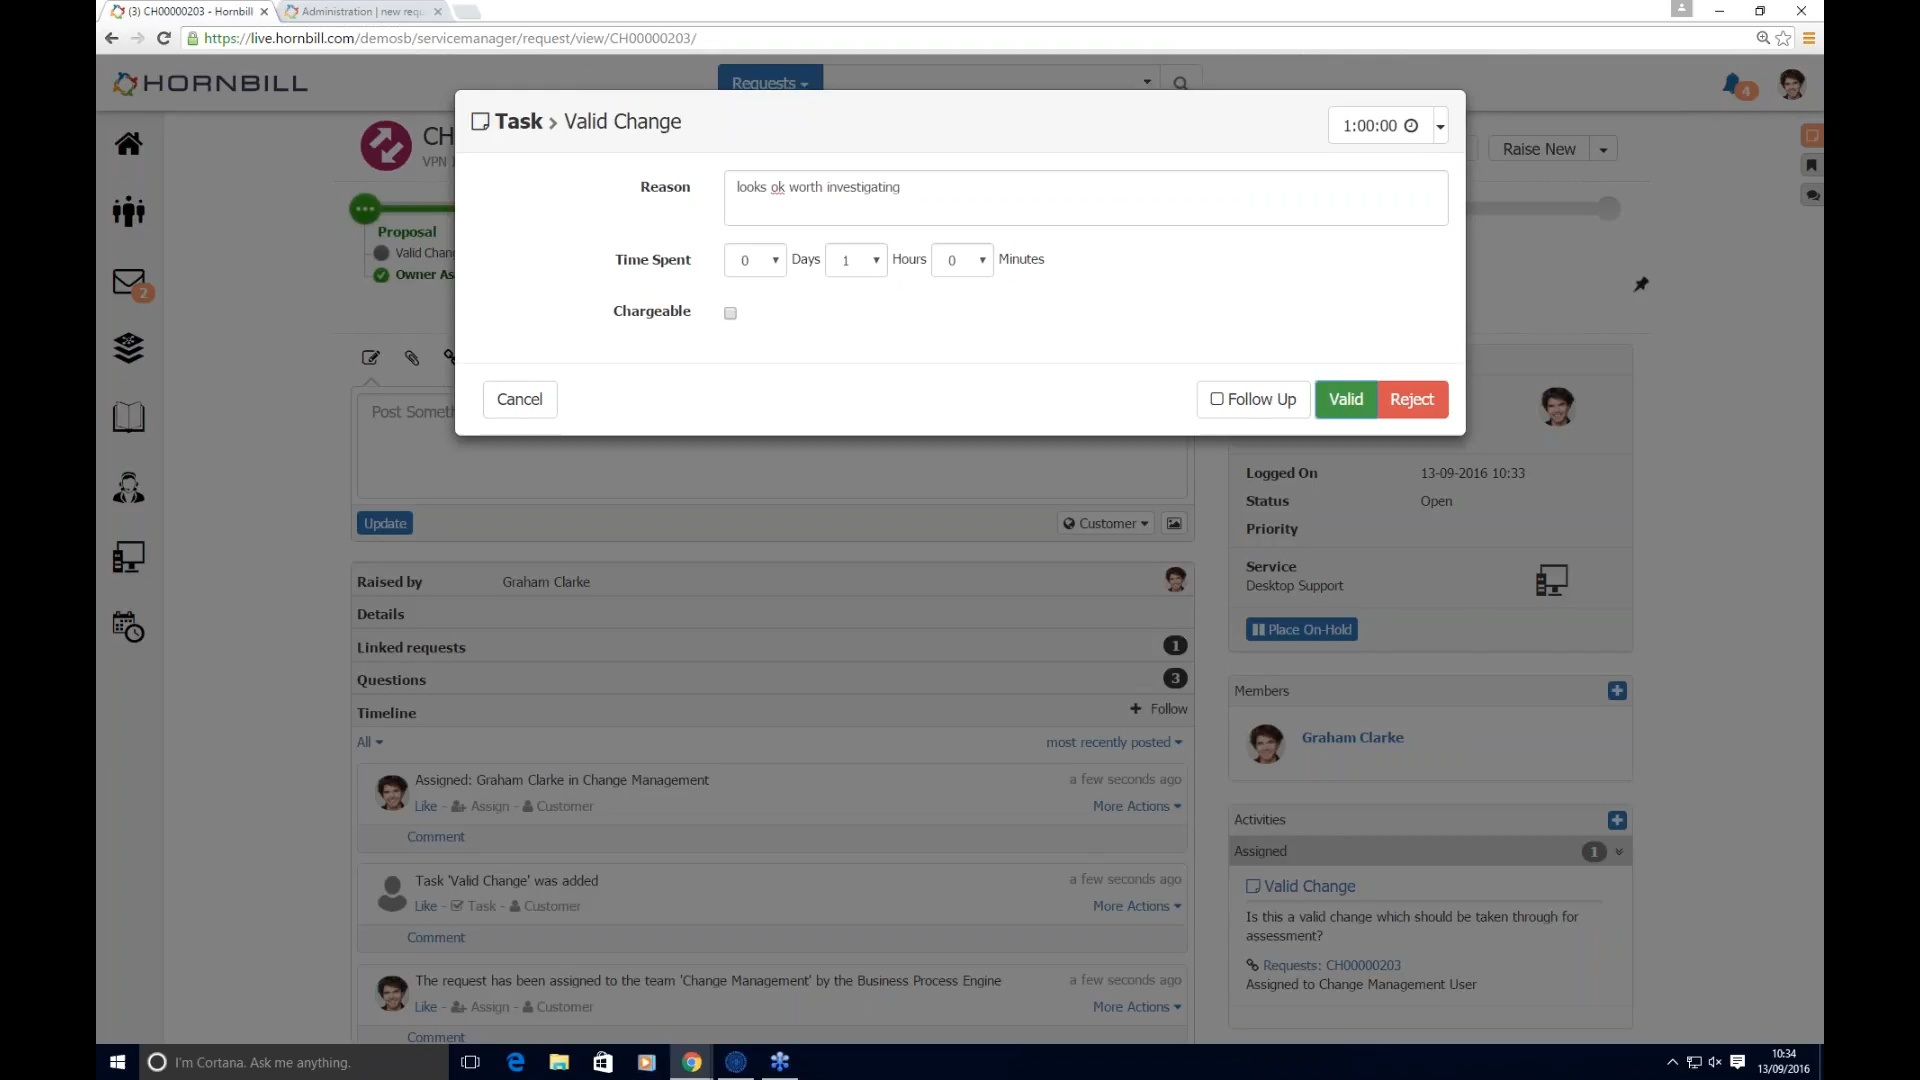 (3) CH00000203 - Hornbill
Administration | new requ
https://live.hornbill.com/demosb/servicemanager/request/view/CH00000203/
HORNBILL
Requests
4
Task > Valid Change
1:00:00
CH
VPN
Raise New
Reason
looks ok worth investigating
Proposal
Valid Chan
Owner As
Time Spent
0 Days 1 Hours 0 Minutes
Chargeable
2
Cancel
Follow Up
Valid
Reject
Post Someth
Logged On 13-09-2016 10:33
Status Open
Priority
Update
Customer
Service
Desktop Support
Place On-Hold
Raised by Graham Clarke
Details
Linked requests 1
Questions 3
Timeline
+ Follow
All
most recently posted
Members
Graham Clarke
Assigned: Graham Clarke in Change Management
a few seconds ago
Like - Assign - Customer
More Actions
Comment
Task 'Valid Change' was added
a few seconds ago
Like - Task - Customer
More Actions
Comment
The request has been assigned to the team 'Change Management' by the Business Process Engine
a few seconds ago
Like - Assign - Customer
More Actions
Comment
Activities
Assigned 1
Valid Change
Is this a valid change which should be taken through for
assessment?
Requests: CH00000203
Assigned to Change Management User
I'm Cortana. Ask me anything.
10:34
13/09/2016